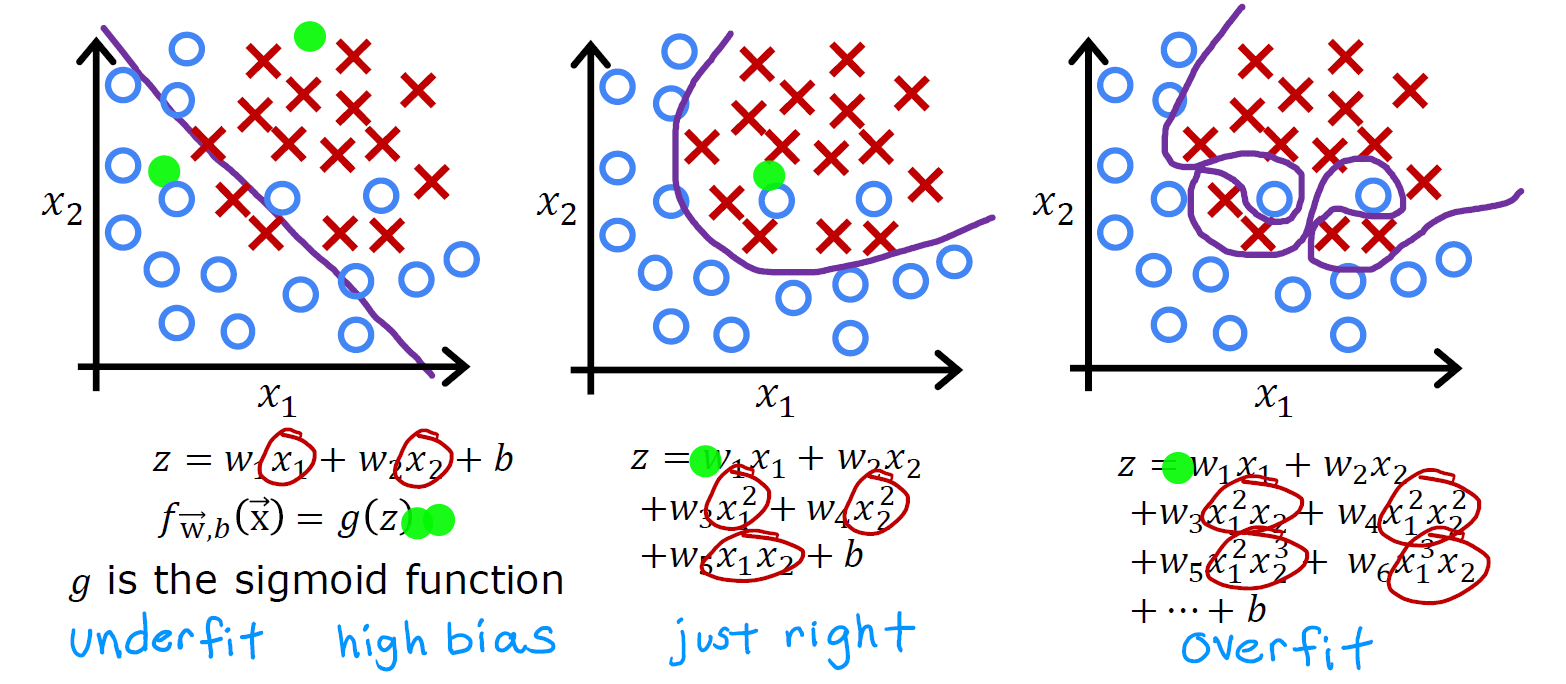 x₂
x₁
z = w₁x₁ + w₂x₂ + b
f_w⃗,b(x⃗) = g(z)
g is the sigmoid function
underfit high bias
x₂
x₁
z = w₁x₁ + w₂x₂
+w₃x₁² + w₄x₂²
+w₅x₁x₂ + b
just right
x₂
x₁
z = w₁x₁ + w₂x₂
+w₃x₁²x₂ + w₄x₁²x₂²
+w₅x₁²x₂³ + w₆x₁³x₂
+ ⋯ + b
overfit